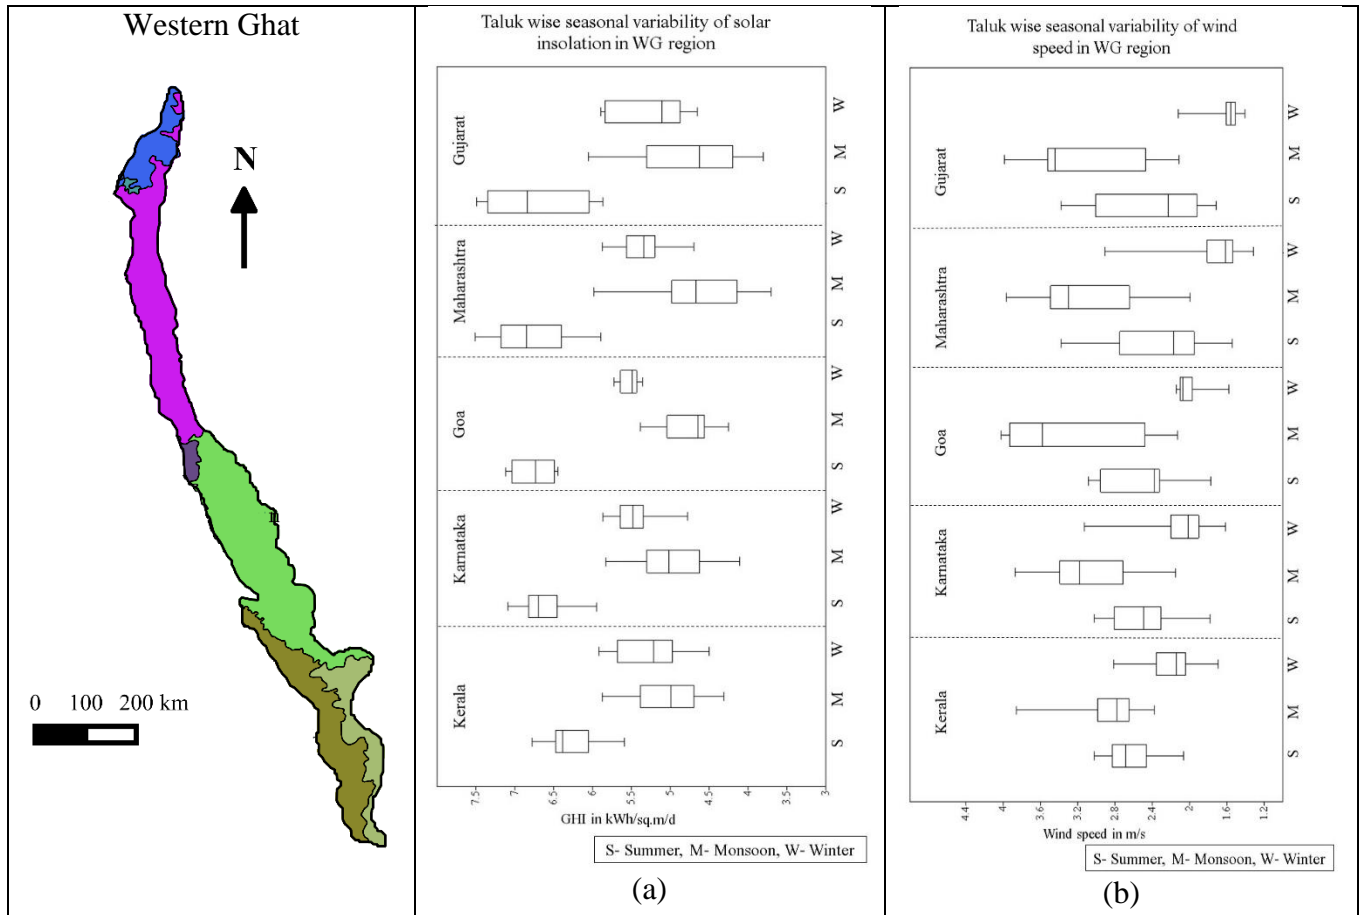 Western Ghat
N
n
0 100 200 km
Taluk wise seasonal variability of solar
insolation in WG region
Gujarat
W
M
S
Maharashtra
W
M
S
Goa
W
M
S
Karnataka
W
M
S
Kerala
W
M
S
7.5 7 6.5 6 5.5 5 4.5 4 3.5 3
GHI in kWh/sq.m/d
S- Summer, M- Monsoon, W- Winter
(a)
Taluk wise seasonal variability of wind
speed in WG region
Gujarat
W
M
S
Maharashtra
W
M
S
Goa
W
M
S
Karnataka
W
M
S
Kerala
W
M
S
4.4 4 3.6 3.2 2.8 2.4 2 1.6 1.2
Wind speed in m/s
S- Summer, M- Monsoon, W- Winter
(b)